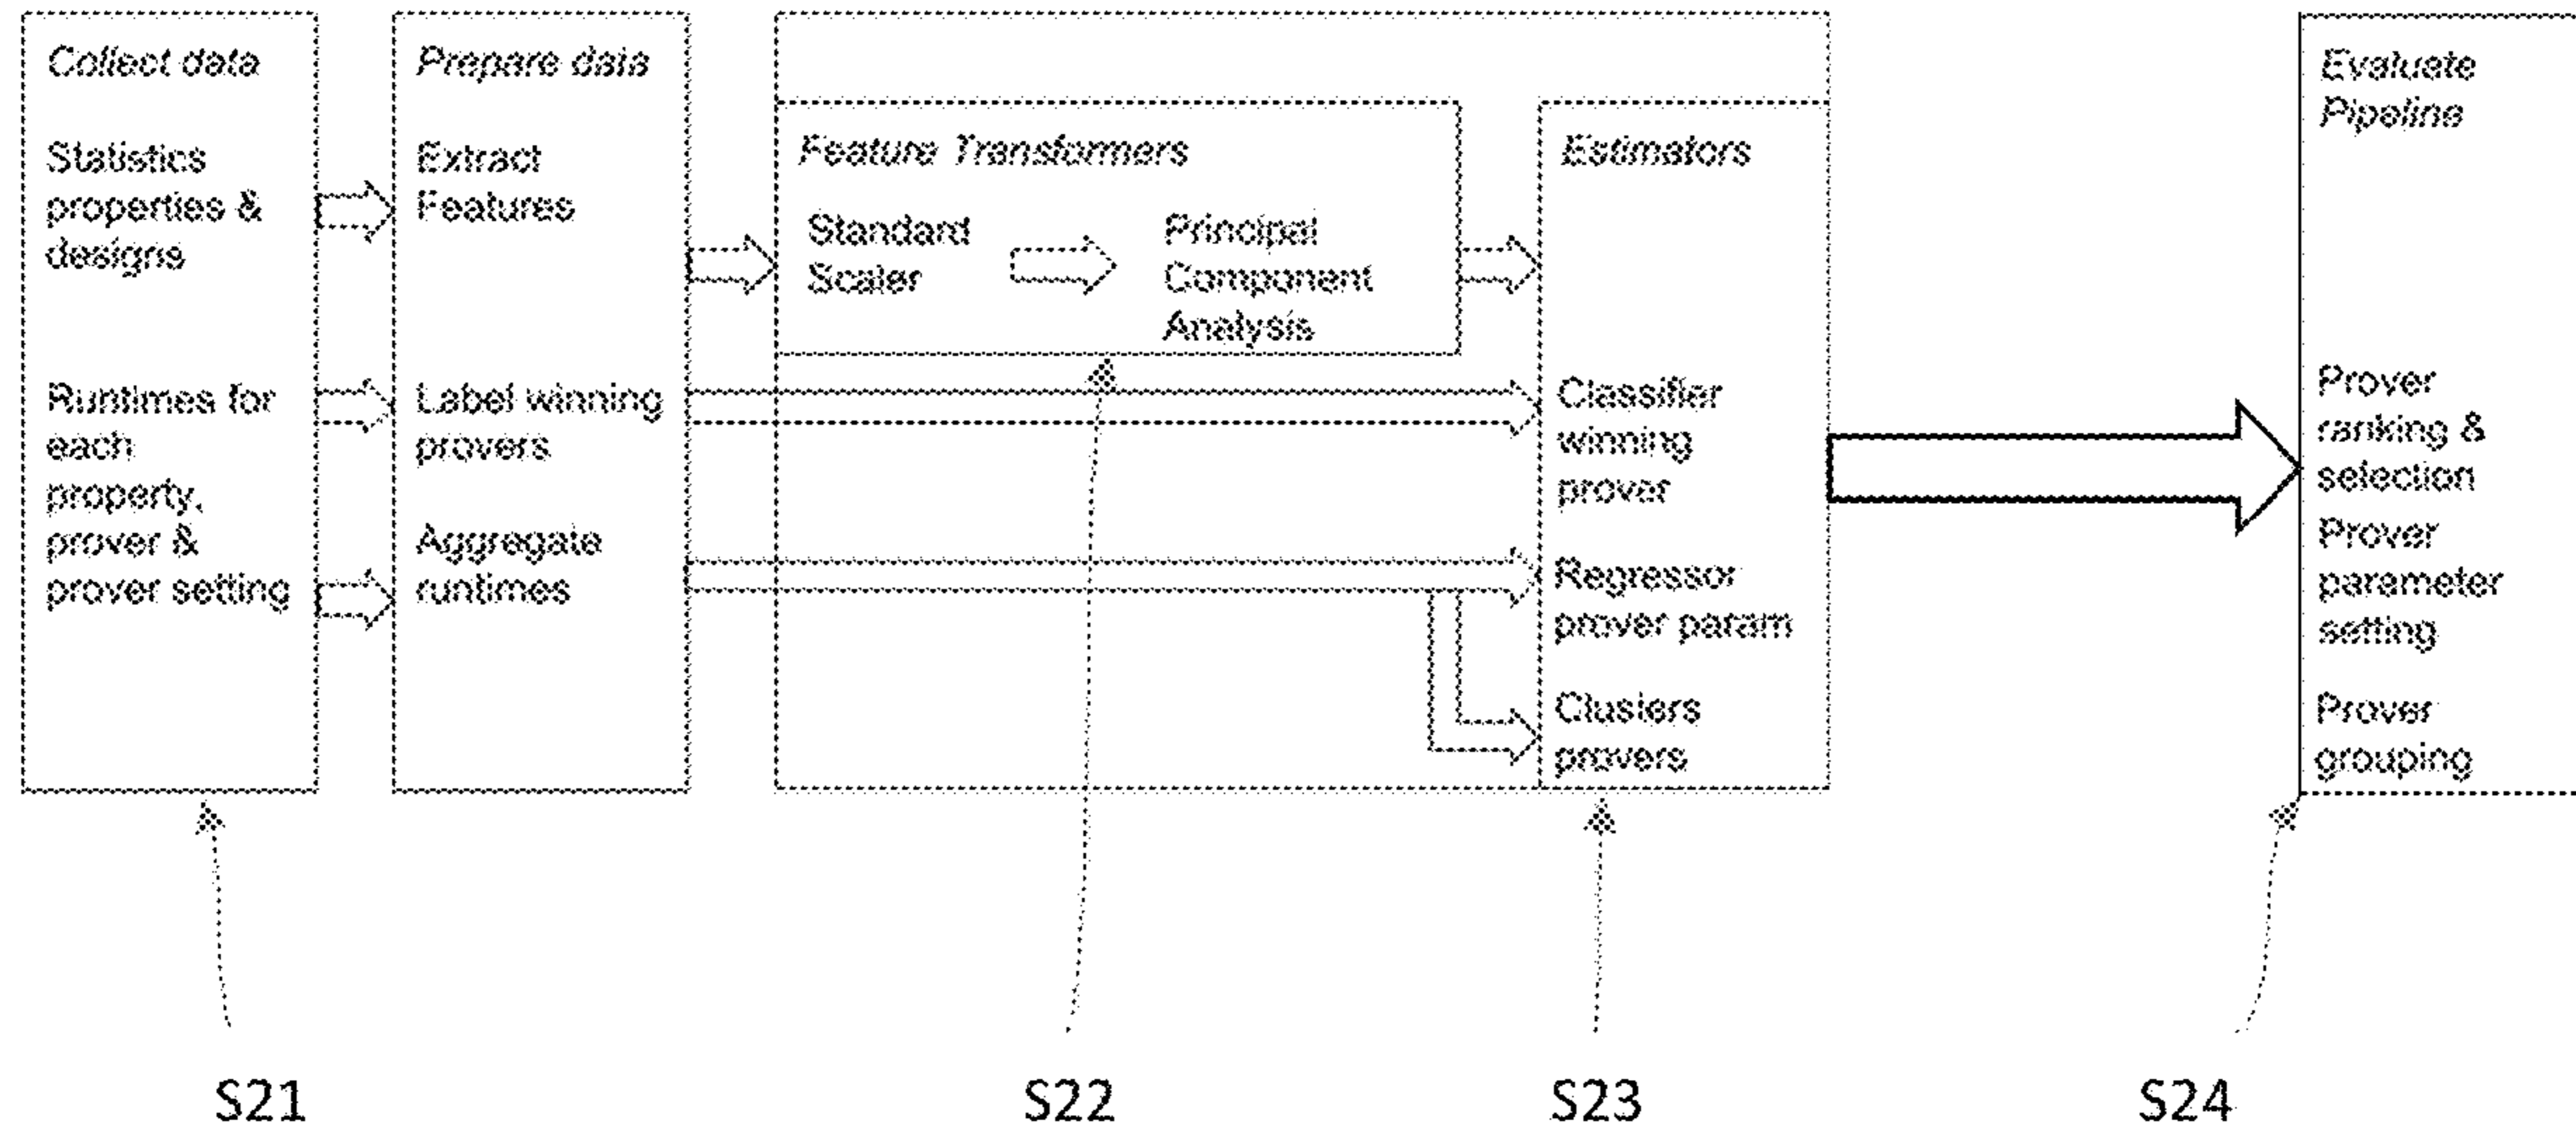 Collect data
Statistics
properties &
designs
Runtimes for
each
property,
prover &
prover setting
Prepare data
Extract
Features
Label winning
provers
Aggregate
runtimes
Feature Transformers
Standard
Scaler
Principal
Component
Analysis
Estimators
Classifier
winning
prover
Regressor
prover param
Clusters
provers
Evaluate
Pipeline
Prover
ranking &
selection
Prover
parameter
setting
Prover
grouping
S21
S22
S23
S24